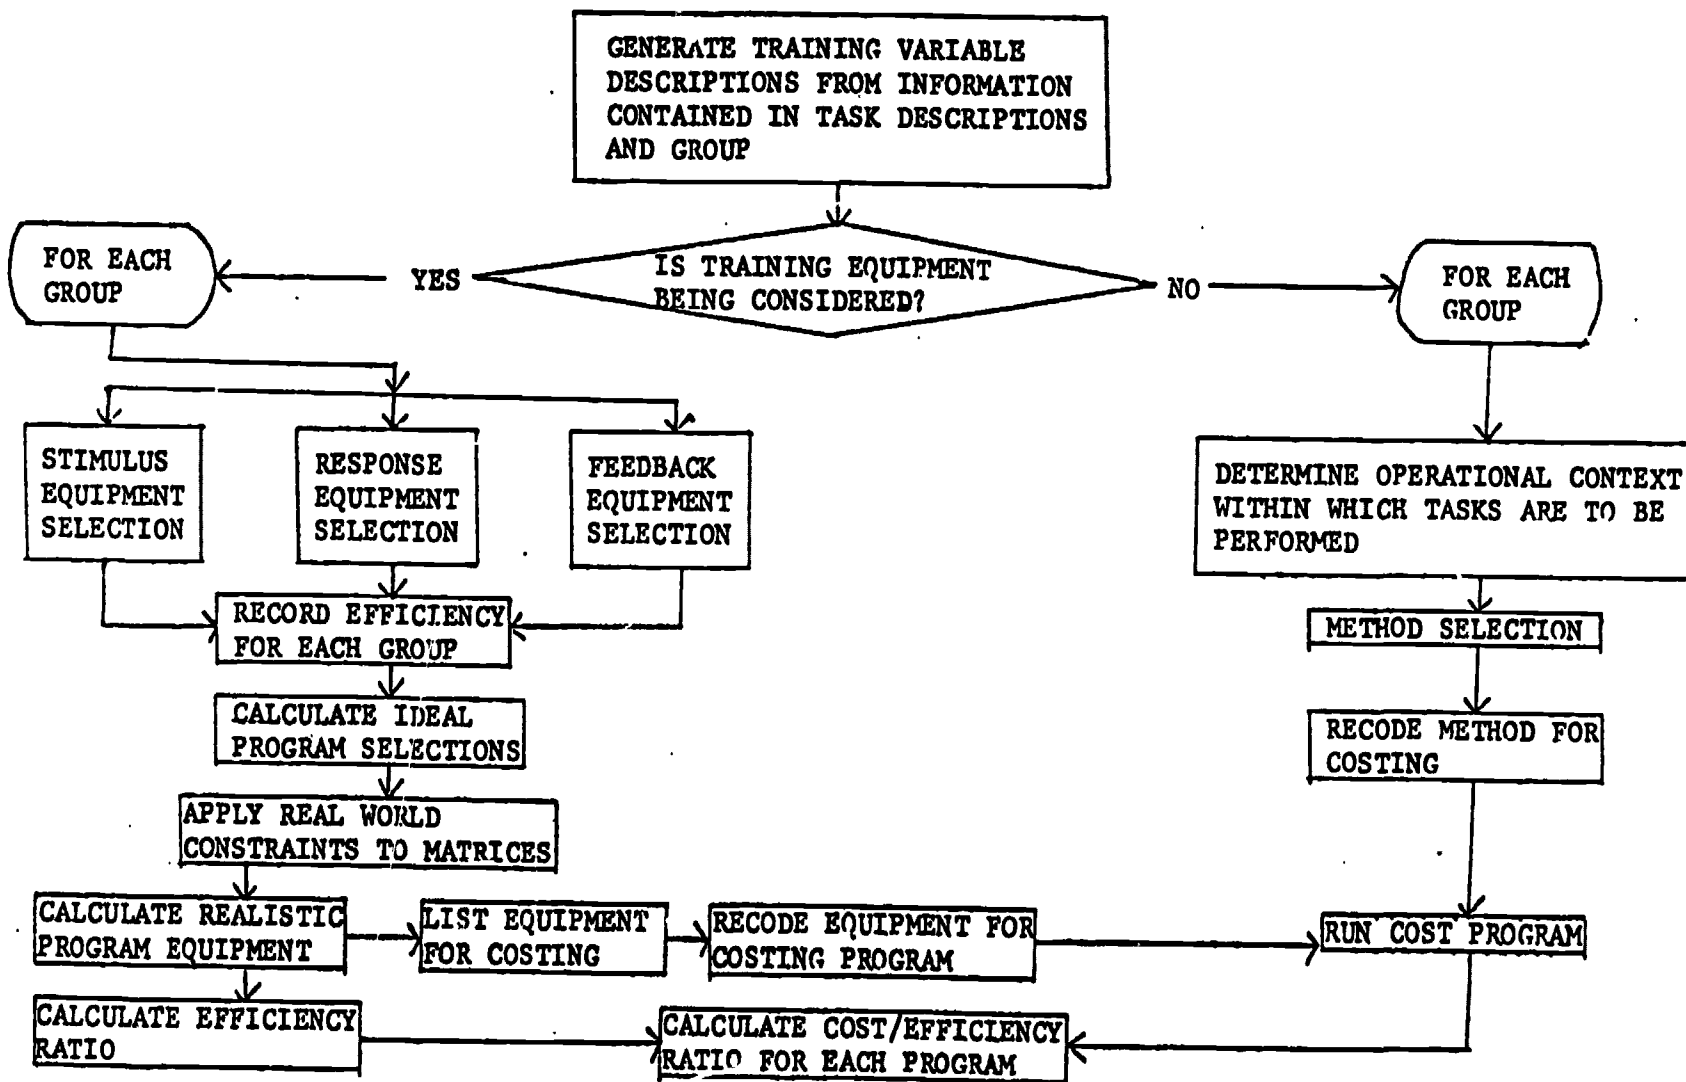 GENERATE TRAINING VARIABLE
DESCRIPTIONS FROM INFORMATION
CONTAINED IN TASK DESCRIPTIONS
AND GROUP
IS TRAINING EQUIPMENT
BEING CONSIDERED?
YES
NO
FOR EACH
GROUP
FOR EACH
GROUP
STIMULUS
EQUIPMENT
SELECTION
RESPONSE
EQUIPMENT
SELECTION
FEEDBACK
EQUIPMENT
SELECTION
DETERMINE OPERATIONAL CONTEXT
WITHIN WHICH TASKS ARE TO BE
PERFORMED
RECORD EFFICIENCY
FOR EACH GROUP
METHOD SELECTION
CALCULATE IDEAL
PROGRAM SELECTIONS
RECODE METHOD FOR
COSTING
APPLY REAL WORLD
CONSTRAINTS TO MATRICES
CALCULATE REALISTIC
PROGRAM EQUIPMENT
LIST EQUIPMENT
FOR COSTING
RECODE EQUIPMENT FOR
COSTING PROGRAM
RUN COST PROGRAM
CALCULATE EFFICIENCY
RATIO
CALCULATE COST/EFFICIENCY
RATIO FOR EACH PROGRAM